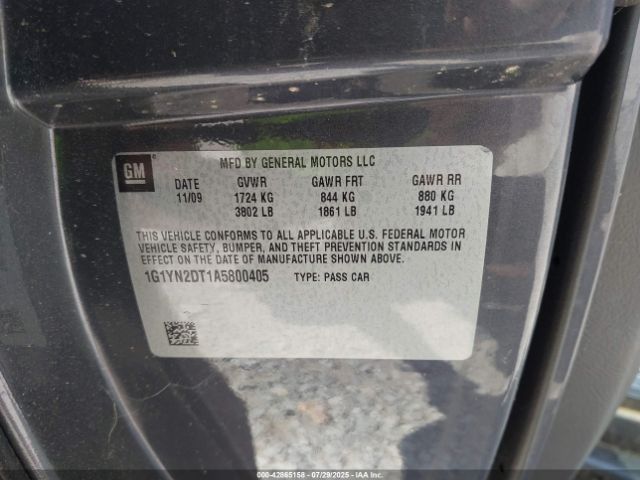 GM
MFD BY GENERAL MOTORS LLC
DATE GVWR GAWR FRT GAWR RR
11/09 1724 KG 844 KG 880 KG
3802 LB 1861 LB 1941 LB
THIS VEHICLE CONFORMS TO ALL APPLICABLE U.S. FEDERAL MOTOR
VEHICLE SAFETY, BUMPER, AND THEFT PREVENTION STANDARDS IN
EFFECT ON THE DATE OF MANUFACTURE SHOWN ABOVE.
1G1YN2DT1A5800405 TYPE: PASS CAR
000-42865158 - 07/29/2025 - IAAI.COM